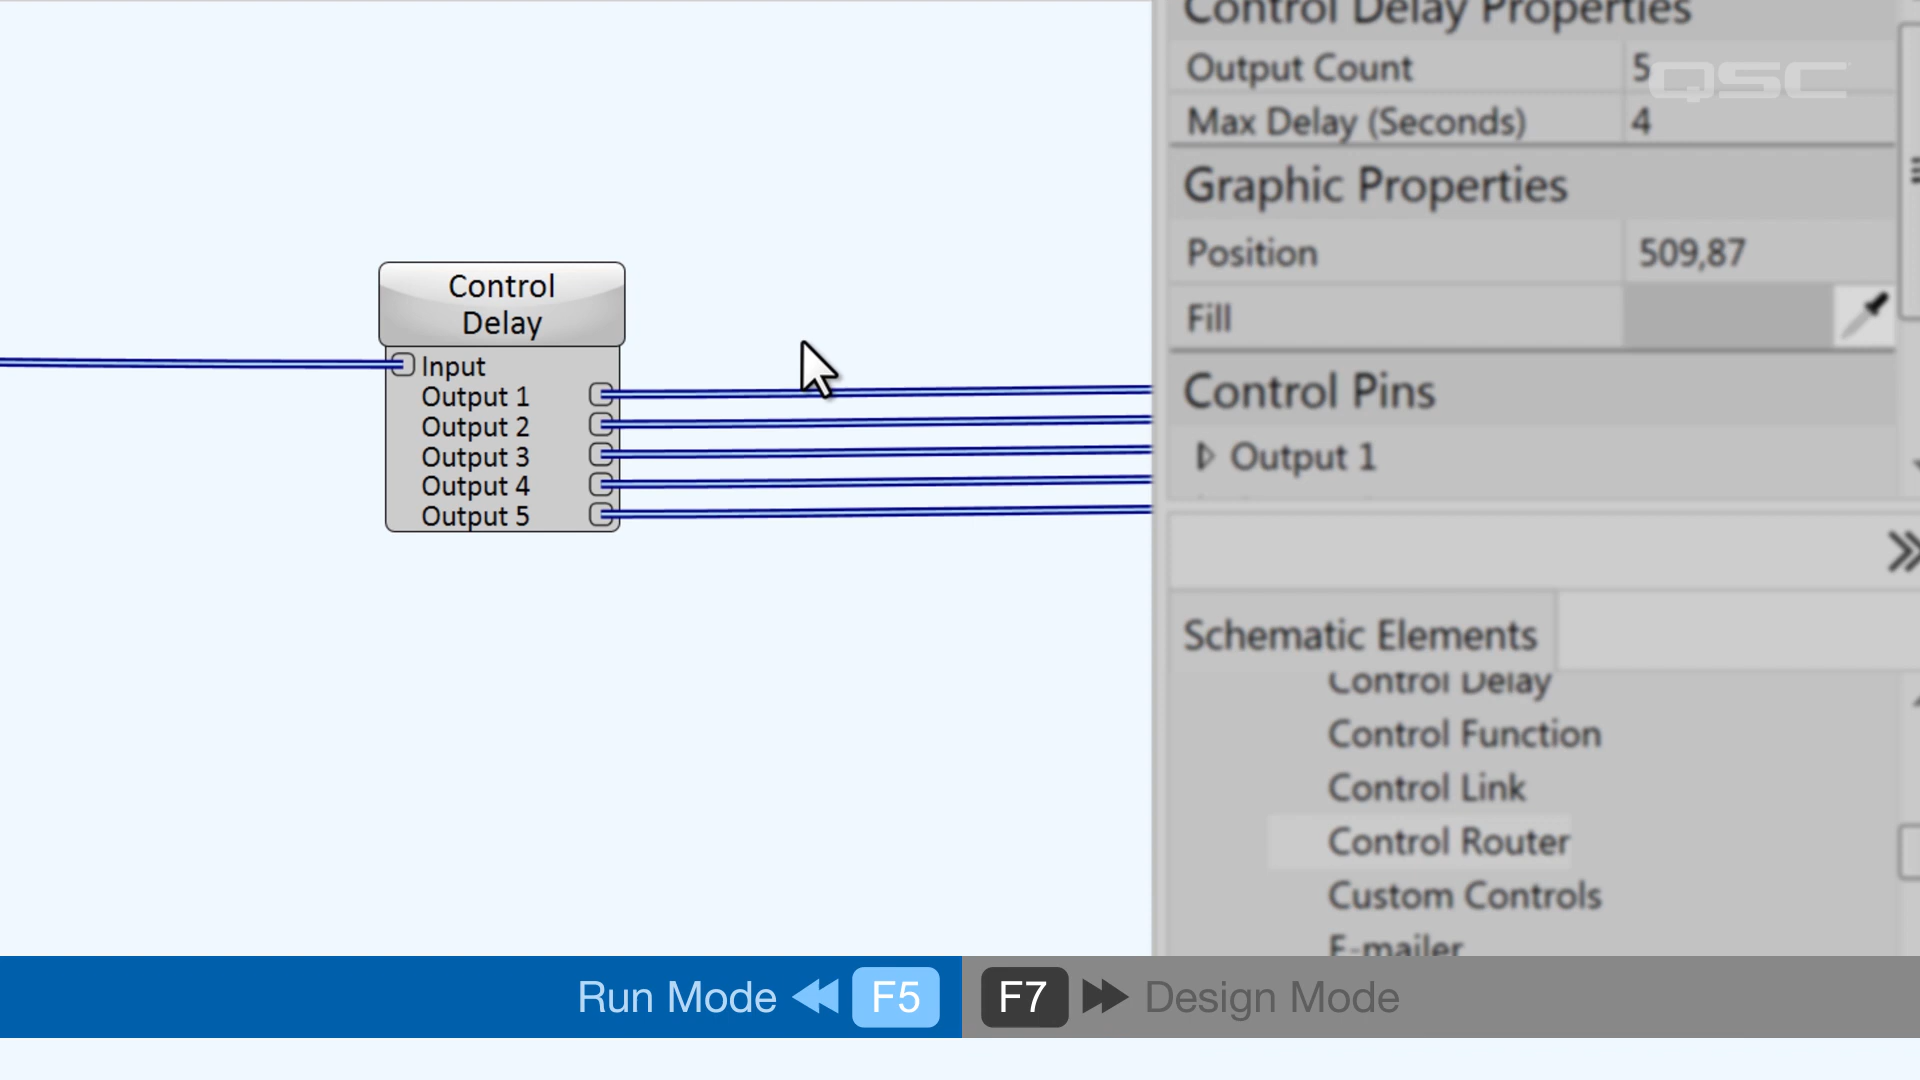 Control Delay Properties
Output Count 5
QSC
Max Delay (Seconds) 4
Graphic Properties
Position 509,87
Fill
Control Pins
Output 1
Control
Delay
Input
Output 1
Output 2
Output 3
Output 4
Output 5
Schematic Elements
Control Delay
Control Function
Control Link
Control Router
Custom Controls
E-mailer
Run Mode F5 F7 Design Mode